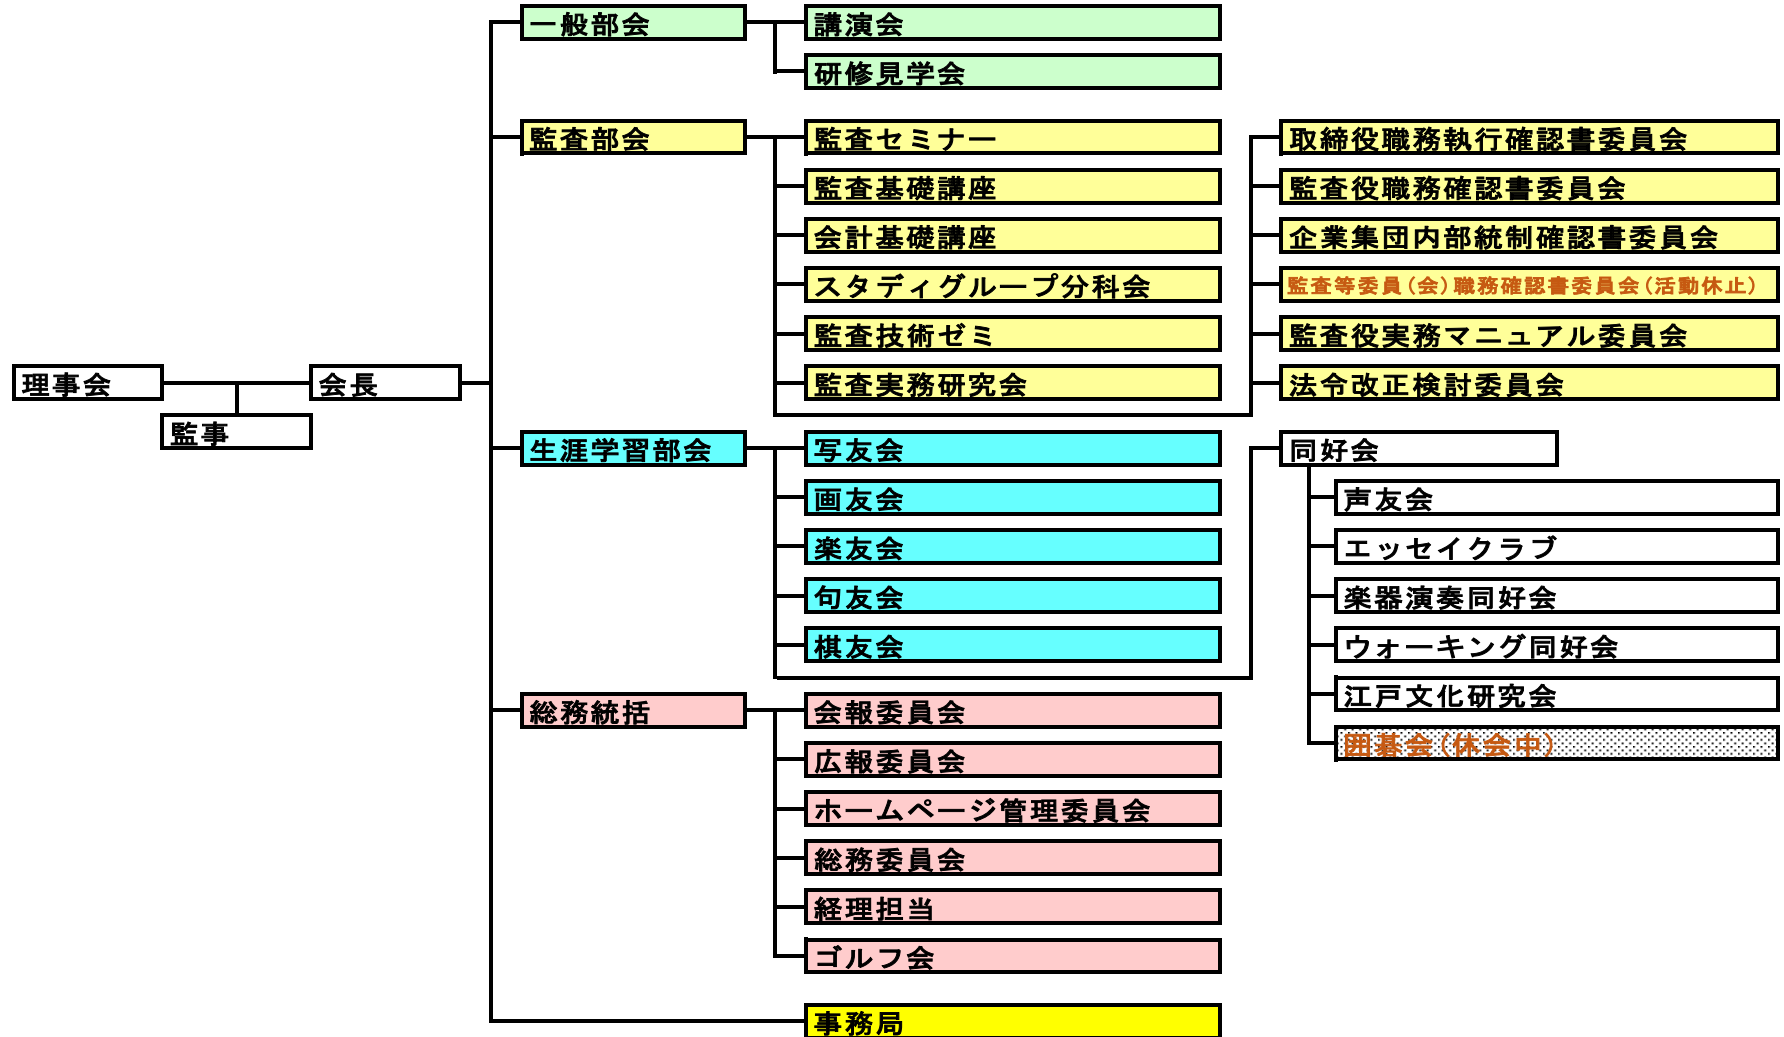 理事会
監事
会長
一般部会
講演会
研修見学会
監査部会
監査セミナー
監査基礎講座
会計基礎講座
スタディグループ分科会
監査技術ゼミ
監査実務研究会
取締役職務執行確認書委員会
監査役職務確認書委員会
企業集団内部統制確認書委員会
監査等委員(会)職務確認書委員会(活動休止)
監査役実務マニュアル委員会
法令改正検討委員会
生涯学習部会
写友会
画友会
楽友会
句友会
棋友会
同好会
声友会
エッセイクラブ
楽器演奏同好会
ウォーキング同好会
江戸文化研究会
囲碁会(休会中)
総務統括
会報委員会
広報委員会
ホームページ管理委員会
総務委員会
経理担当
ゴルフ会
事務局